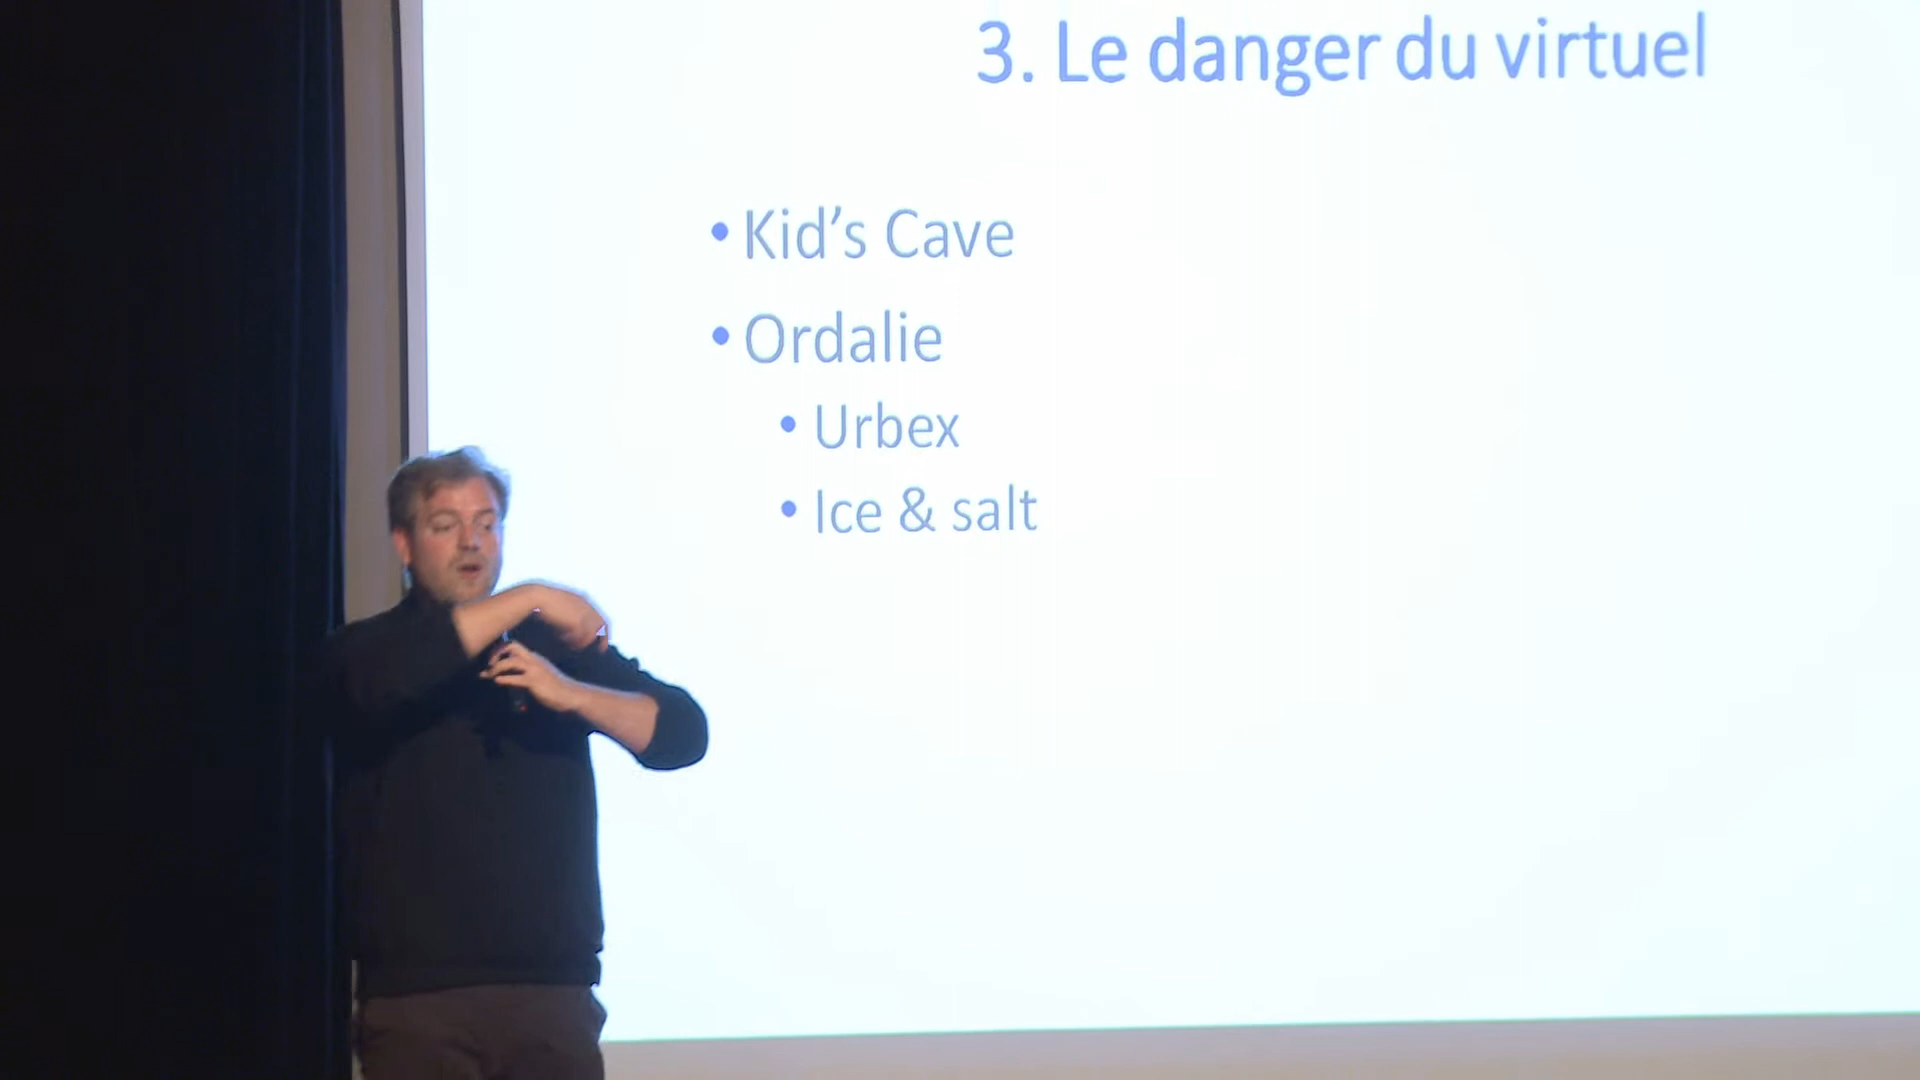 3. Le danger du virtuel
• Kid's Cave
• Ordalie
• Urbex
• Ice & salt